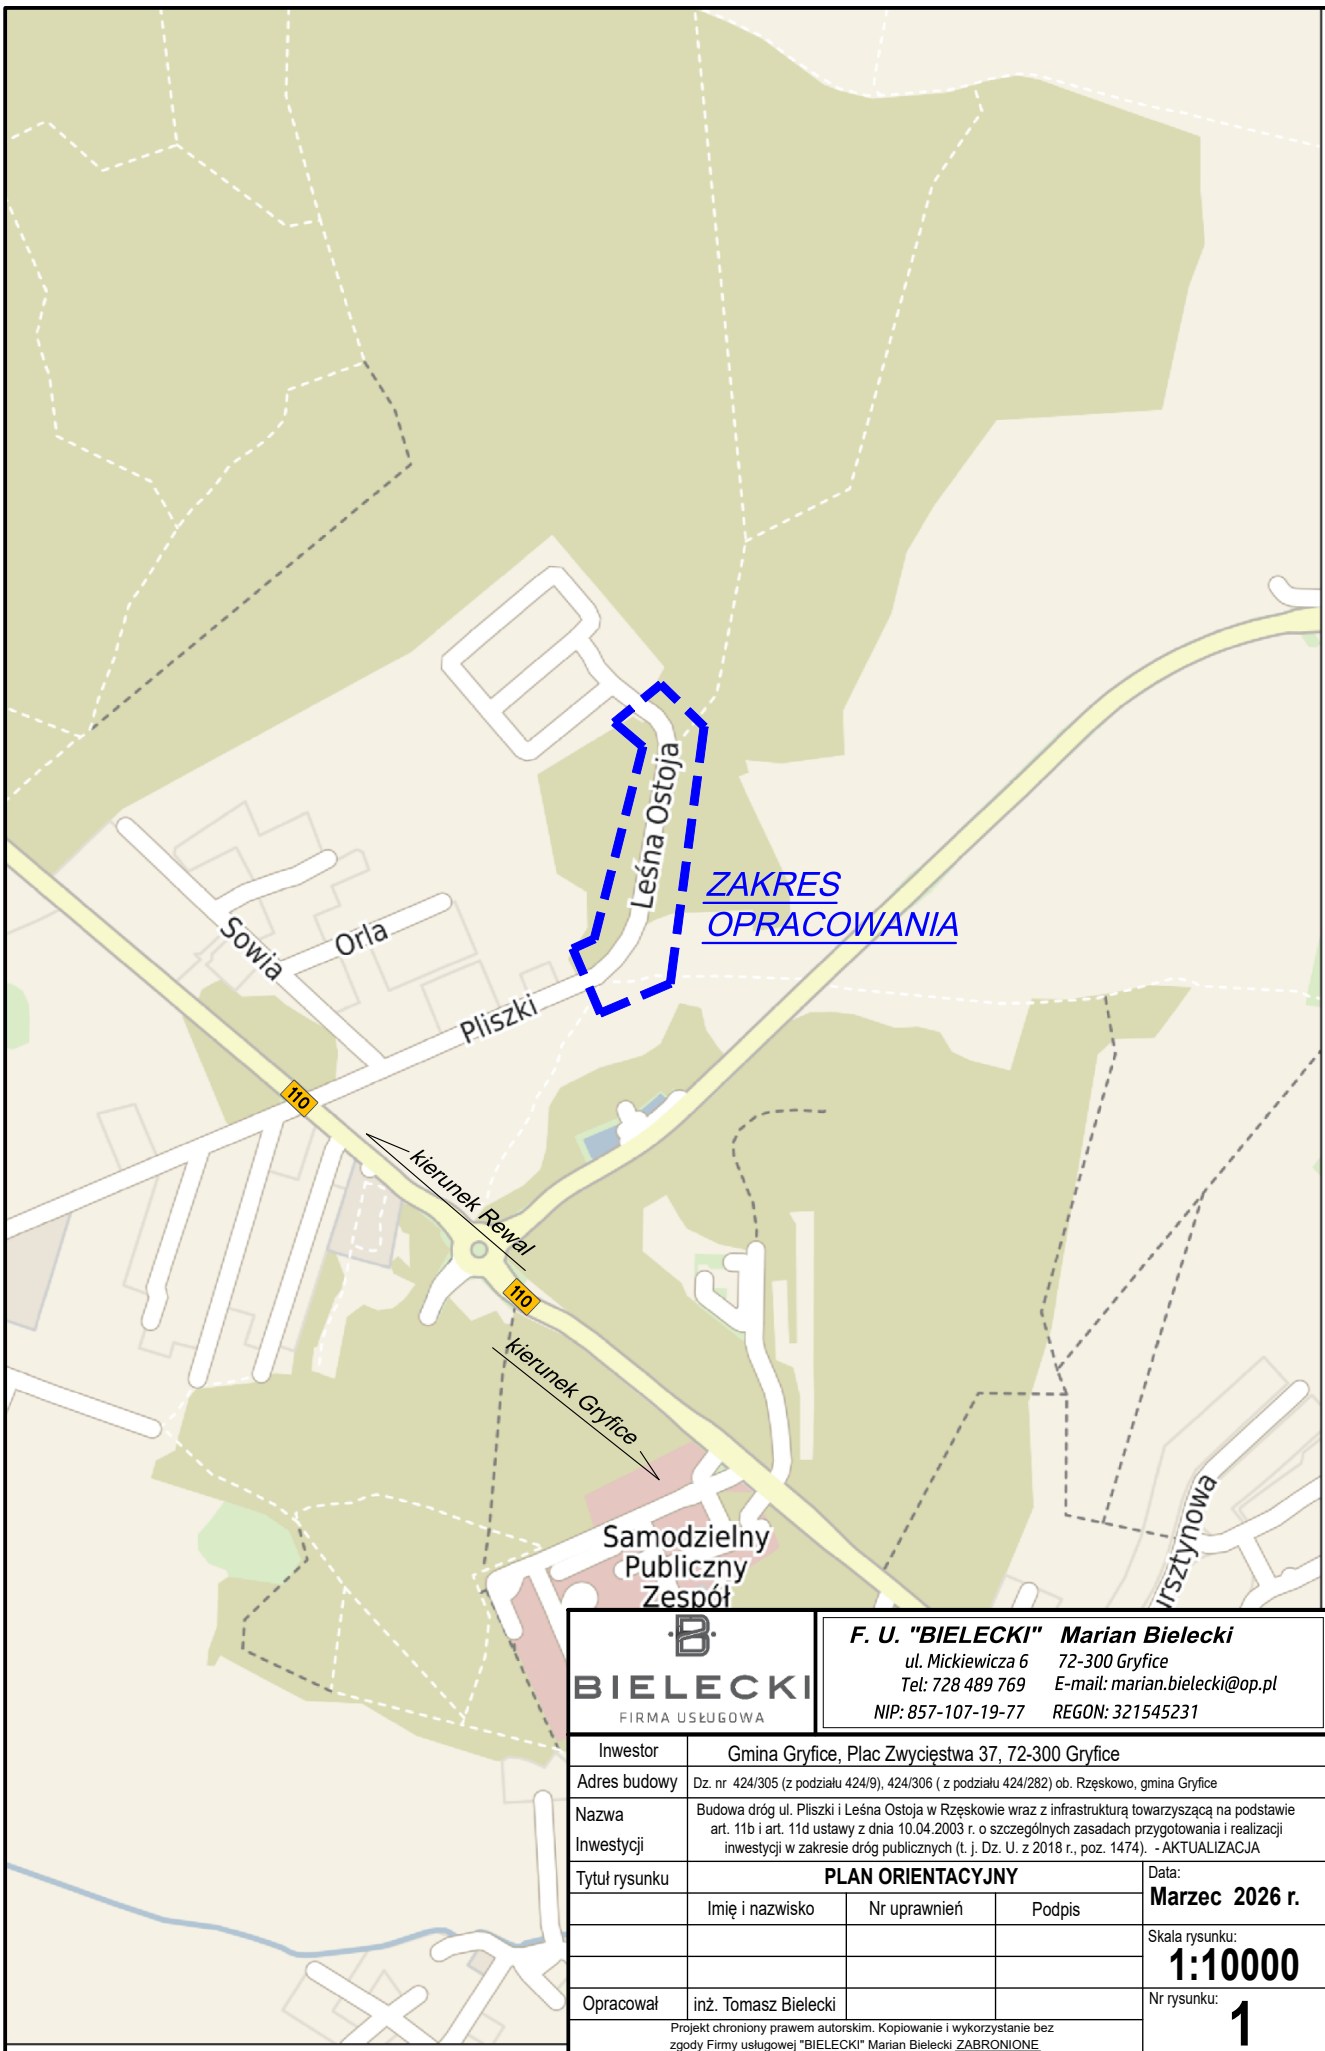 Leśna Ostoja
ZAKRES
OPRACOWANIA
Sowia
Orla
Pliszki
110
kierunek Rewal
110
kierunek Gryfice
Samodzielny
Publiczny
Zespół
ursztynowa
B
BIELECKI
FIRMA USŁUGOWA
F. U. "BIELECKI" Marian Bielecki
ul. Mickiewicza 6 72-300 Gryfice
Tel: 728 489 769 E-mail: marian.bielecki@op.pl
NIP: 857-107-19-77 REGON: 321545231
Inwestor Gmina Gryfice, Plac Zwycięstwa 37, 72-300 Gryfice
Adres budowy Dz. nr 424/305 (z podziału 424/9), 424/306 ( z podziału 424/282) ob. Rzęskowo, gmina Gryfice
Nazwa
Inwestycji
Budowa dróg ul. Pliszki i Leśna Ostoja w Rzęskowie wraz z infrastrukturą towarzyszącą na podstawie
art. 11b i art. 11d ustawy z dnia 10.04.2003 r. o szczególnych zasadach przygotowania i realizacji
inwestycji w zakresie dróg publicznych (t. j. Dz. U. z 2018 r., poz. 1474). - AKTUALIZACJA
Tytuł rysunku PLAN ORIENTACYJNY
Data:
Marzec 2026 r.
Imię i nazwisko Nr uprawnień Podpis
Skala rysunku:
1:10000
Opracował inż. Tomasz Bielecki
Nr rysunku:
1
Projekt chroniony prawem autorskim. Kopiowanie i wykorzystanie bez
zgody Firmy usługowej "BIELECKI" Marian Bielecki ZABRONIONE